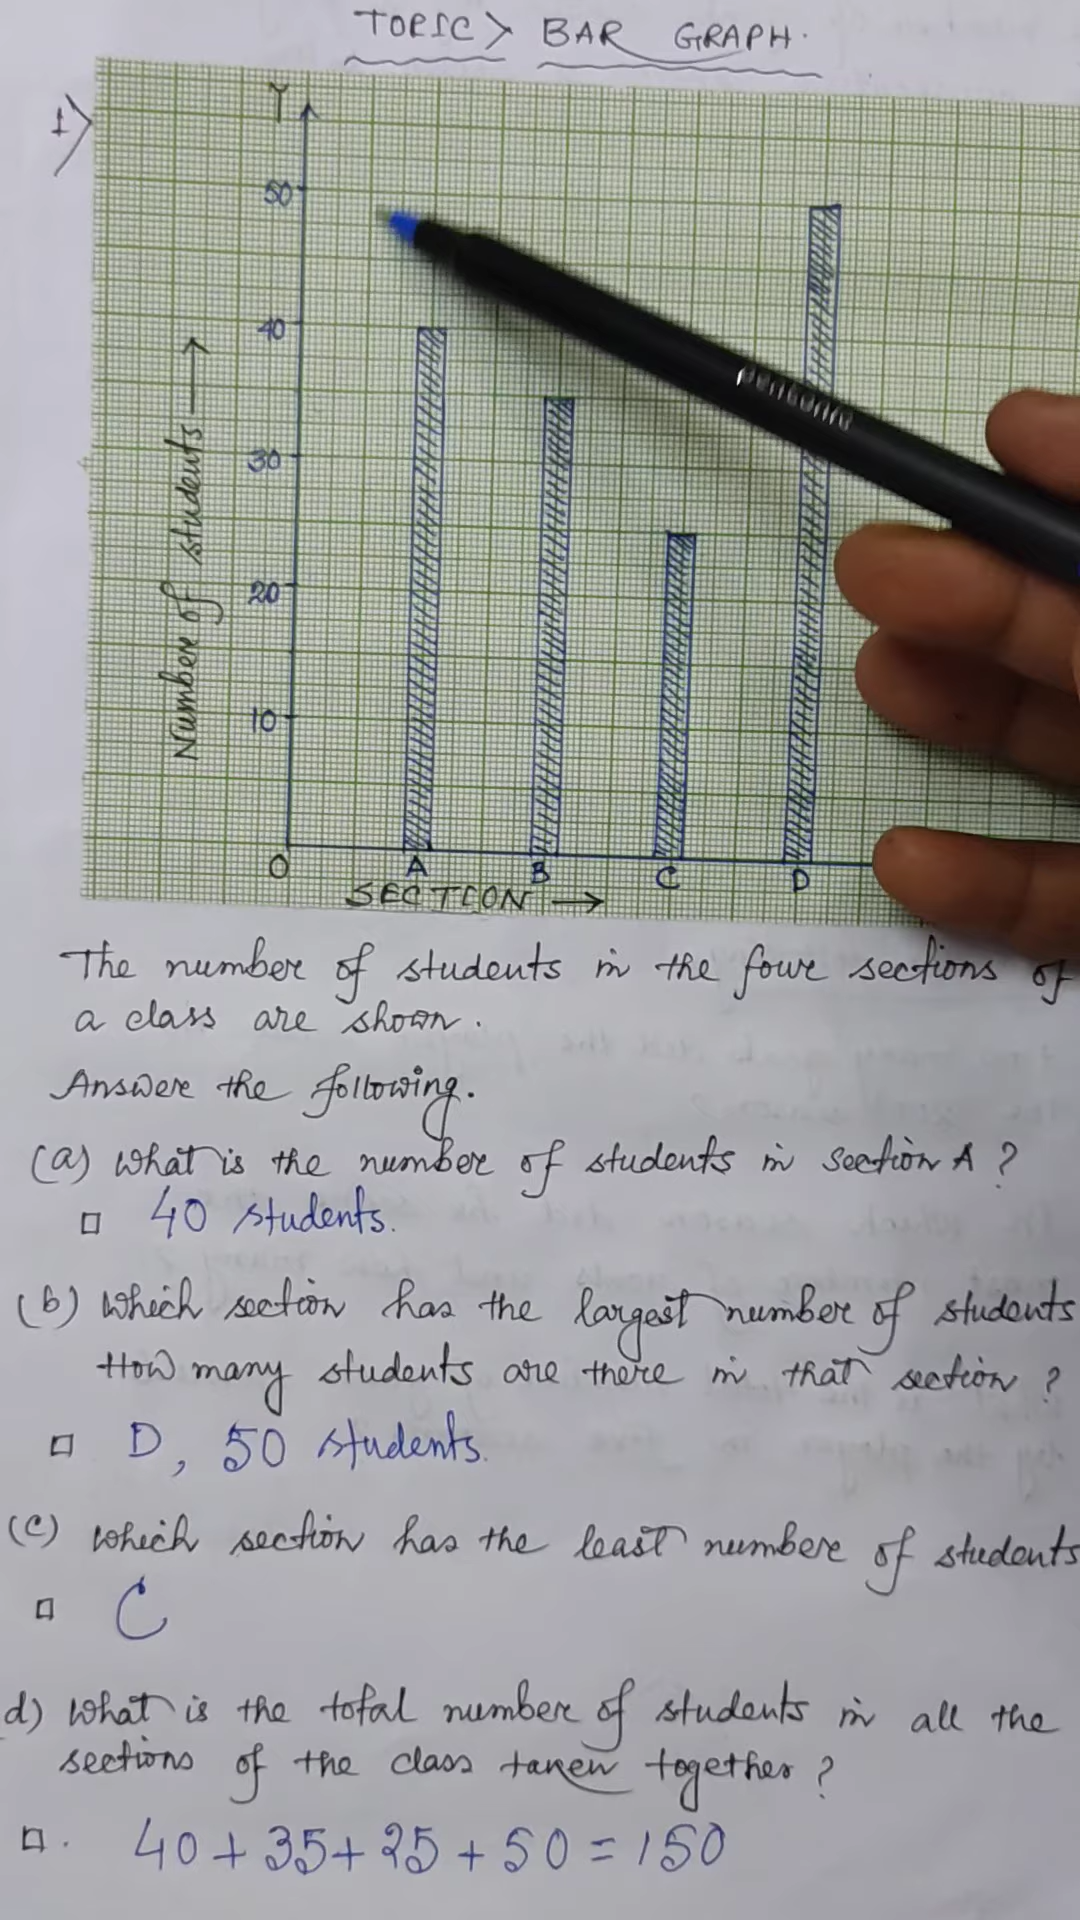 TOPIC > BAR GRAPH.
1)
Y
50
40
30
20
10
0
Number of students →
A B C D
SECTION →
pentonic
The number of students in the four sections of
a class are shown.
Answer the following.
(a) What is the number of students in section A ?
40 students.
(b) Which section has the largest number of students
How many students are there in that section ?
D, 50 students.
(c) Which section has the least number of students
C
d) What is the total number of students in all the
sections of the class taken together ?
40 + 35 + 25 + 50 = 150